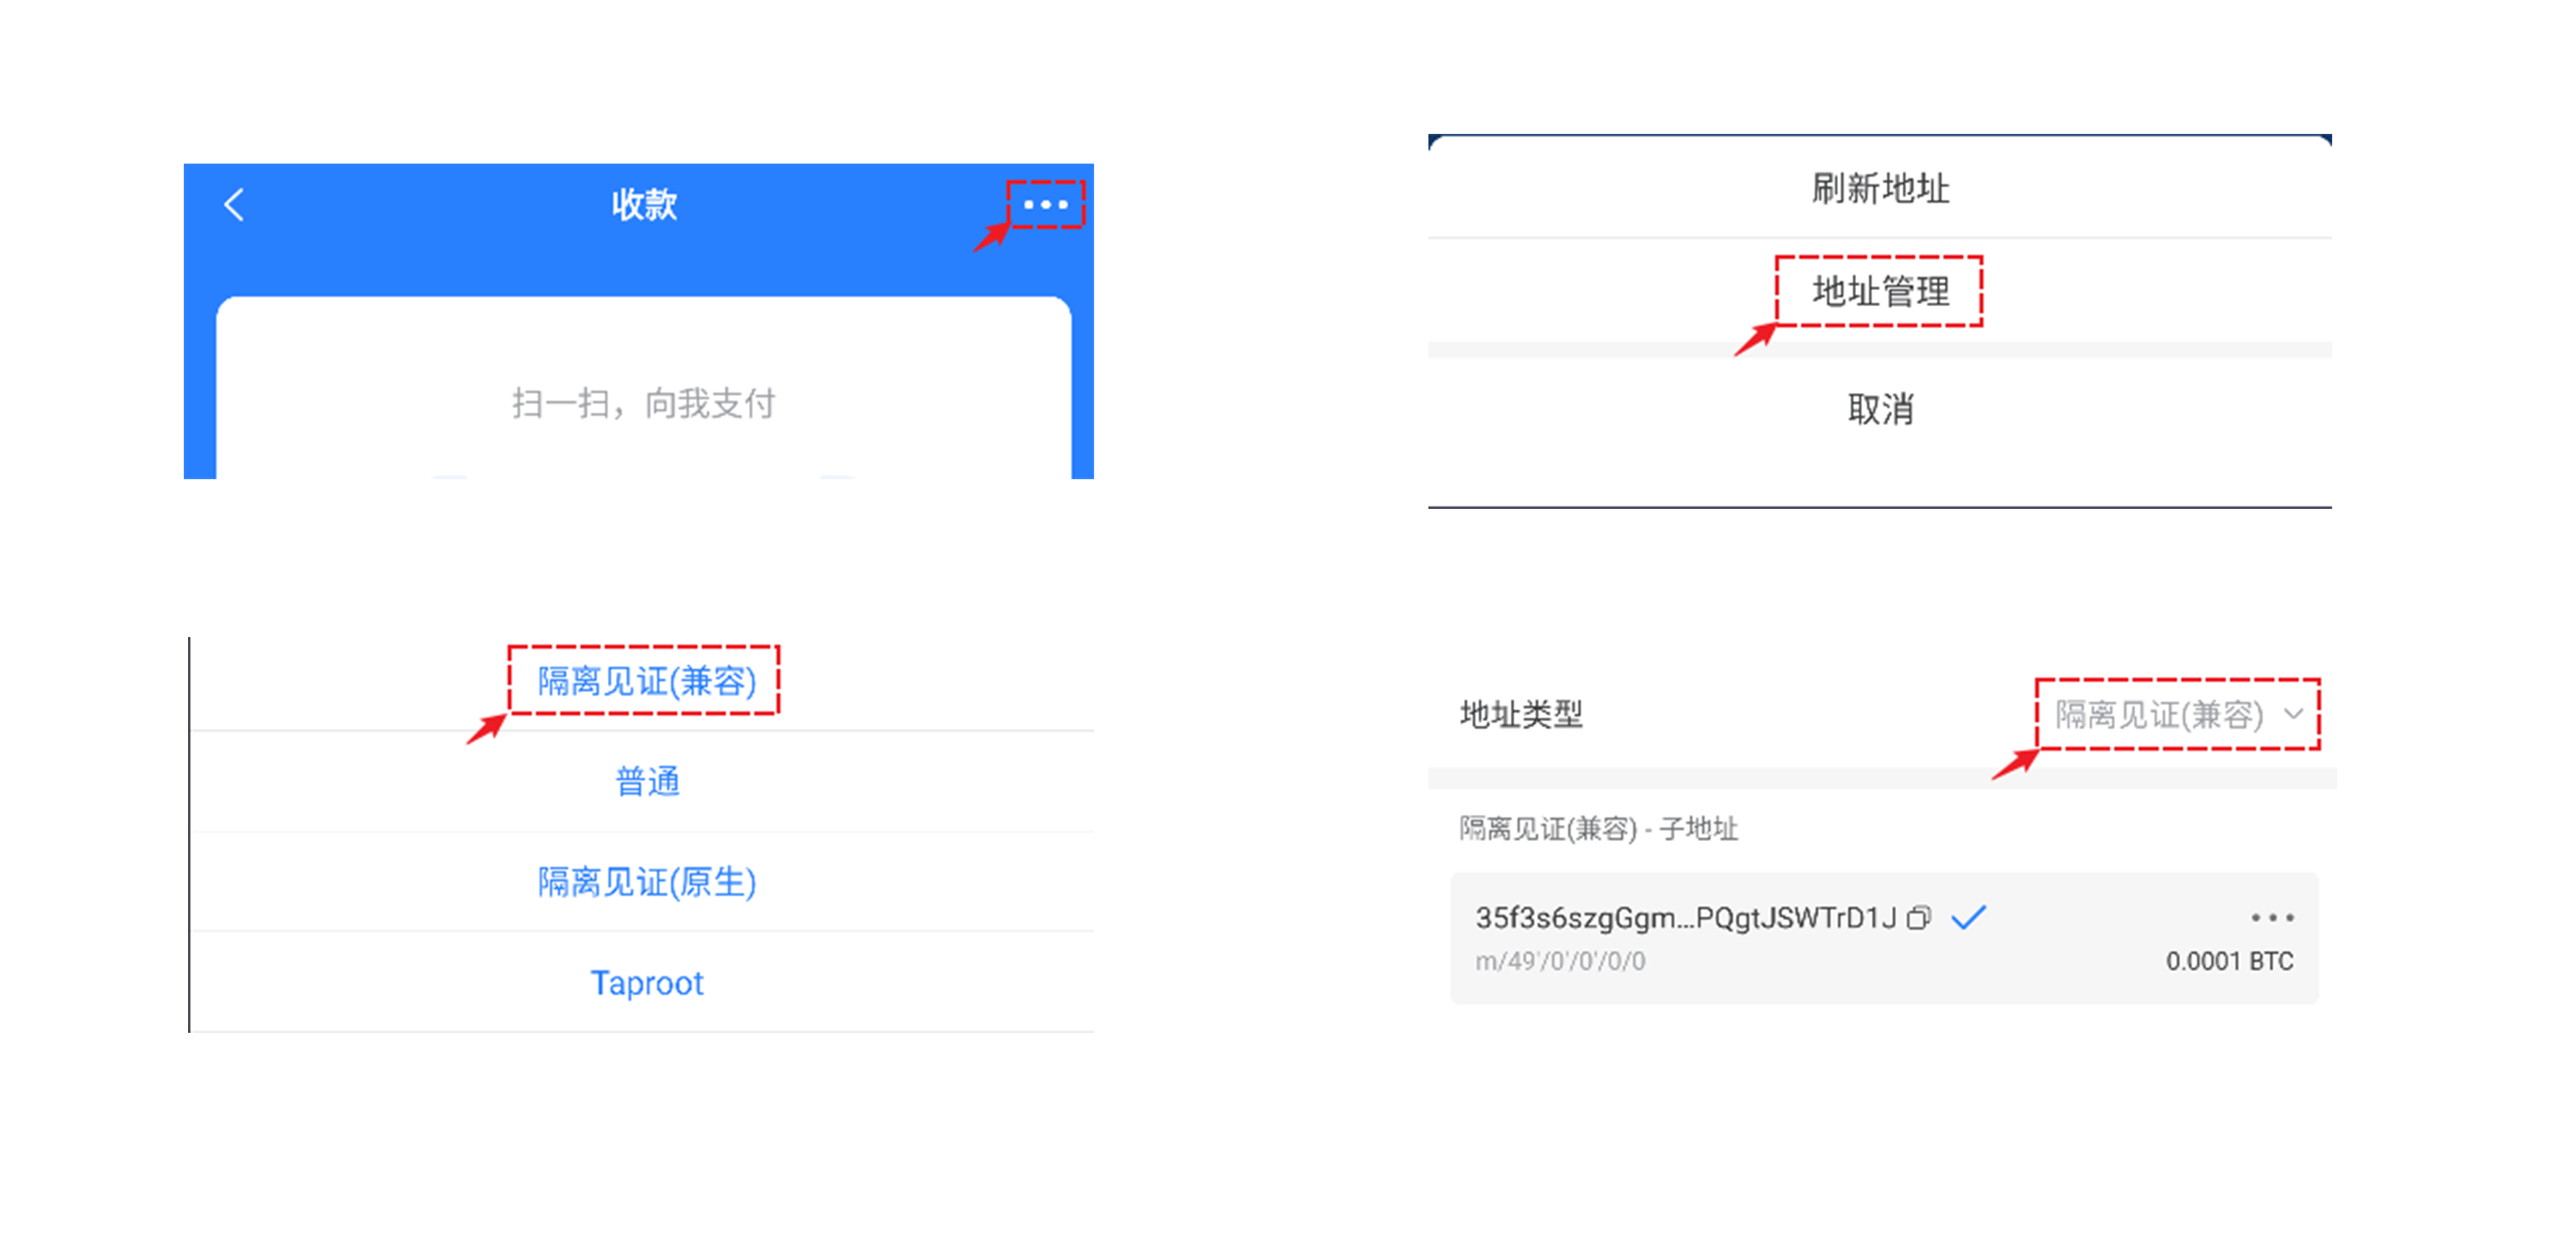 收款
扫一扫，向我支付
刷新地址
地址管理
取消
隔离见证(兼容)
普通
隔离见证(原生)
Taproot
地址类型
隔离见证(兼容)
隔离见证(兼容) - 子地址
35f3s6szgGgm...PQgtJSWTrD1J
m/49'/0'/0'/0/0
0.0001 BTC